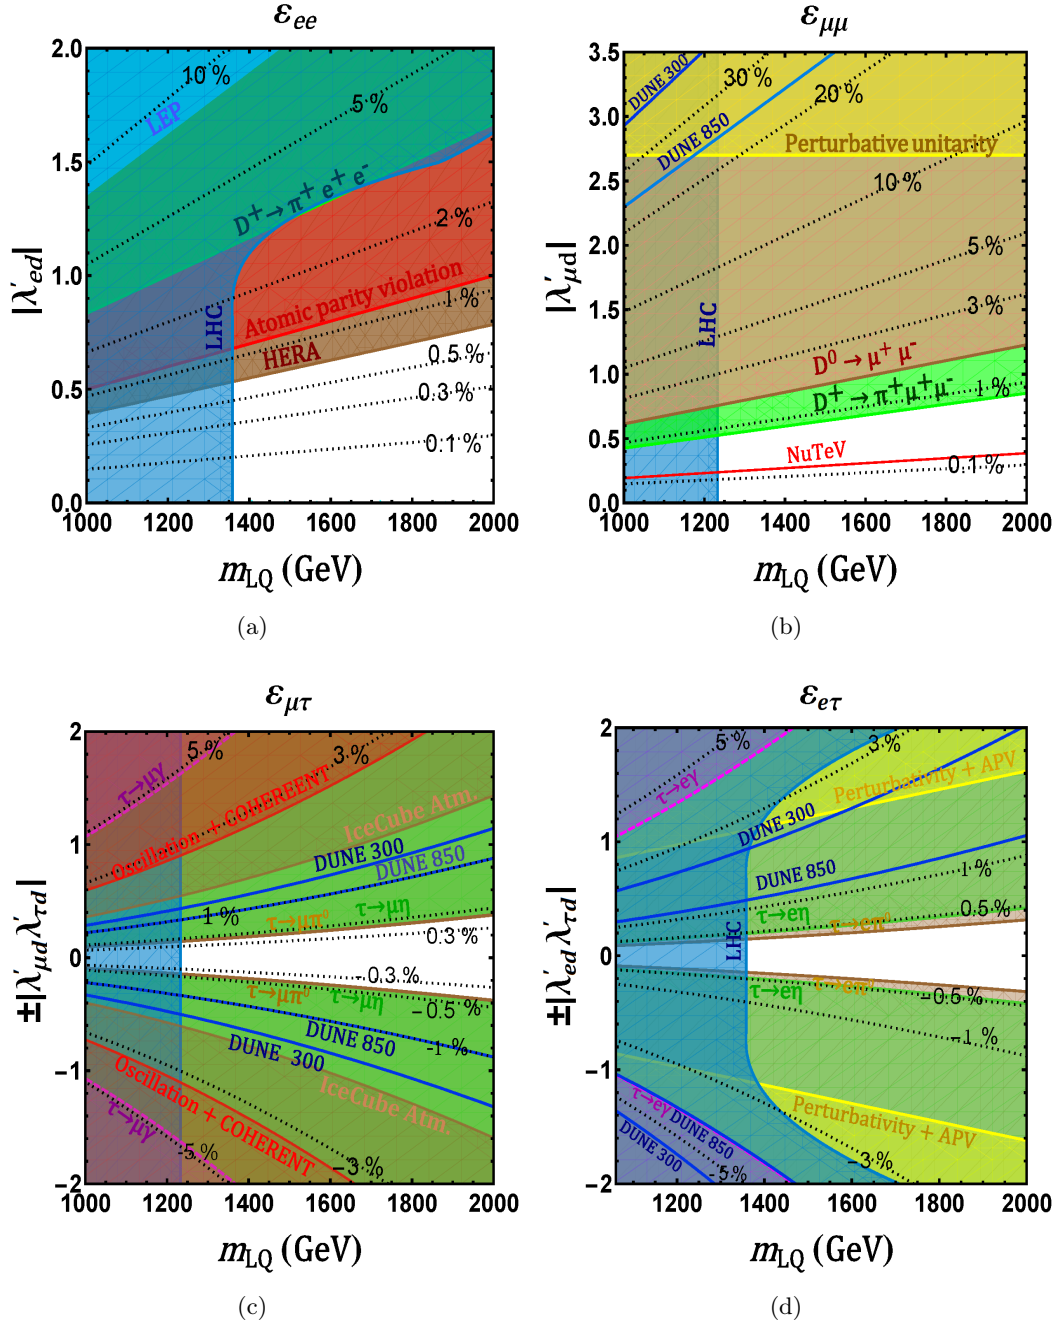 ε_ee
2.0
1.5
1.0
0.5
0.0
1000 1200 1400 1600 1800 2000
|λ′_ed|
m_LQ (GeV)
LEP
10 %
5 %
D⁺→ π⁺ e⁺ e⁻
2 %
Atomic parity violation
1 %
LHC
HERA
0.5 %
0.3 %
0.1 %
(a)
ε_μμ
3.5
3.0
2.5
2.0
1.5
1.0
0.5
0.0
1000 1200 1400 1600 1800 2000
|λ′_μd|
m_LQ (GeV)
DUNE 300
30 %
20 %
DUNE 850
Perturbative unitarity
10 %
5 %
3 %
LHC
D⁰ → μ⁺ μ⁻
D⁺ → π⁺ μ⁺ μ⁻
1 %
NuTeV
0.1 %
(b)
ε_μτ
2
1
0
−1
−2
1000 1200 1400 1600 1800 2000
±|λ′_μd λ′_τd|
m_LQ (GeV)
5 %
3 %
τ→μγ
Oscillation + COHEREENT
IceCube Atm.
DUNE 300
DUNE 850
1 %
τ→μπ⁰
τ→μη
0.3 %
-0.3 %
τ→μπ⁰
τ→μη
−0.5 %
DUNE 850
-1 %
DUNE 300
IceCube Atm.
Oscillation + COHERENT
τ→μγ
-5 %
−3 %
(c)
ε_eτ
2
1
0
−1
−2
1200 1400 1600 1800 2000
±|λ′_ed λ′_τd|
m_LQ (GeV)
5 %
3 %
τ→eγ
Perturbativity + APV
DUNE 300
DUNE 850
1 %
0.5 %
τ→eη
τ→eπ⁰
LHC
τ→eη
τ→eπ⁰
−0.5 %
−1 %
τ→eγ
DUNE 850
Perturbativity + APV
DUNE 300
-5 %
−3 %
(d)